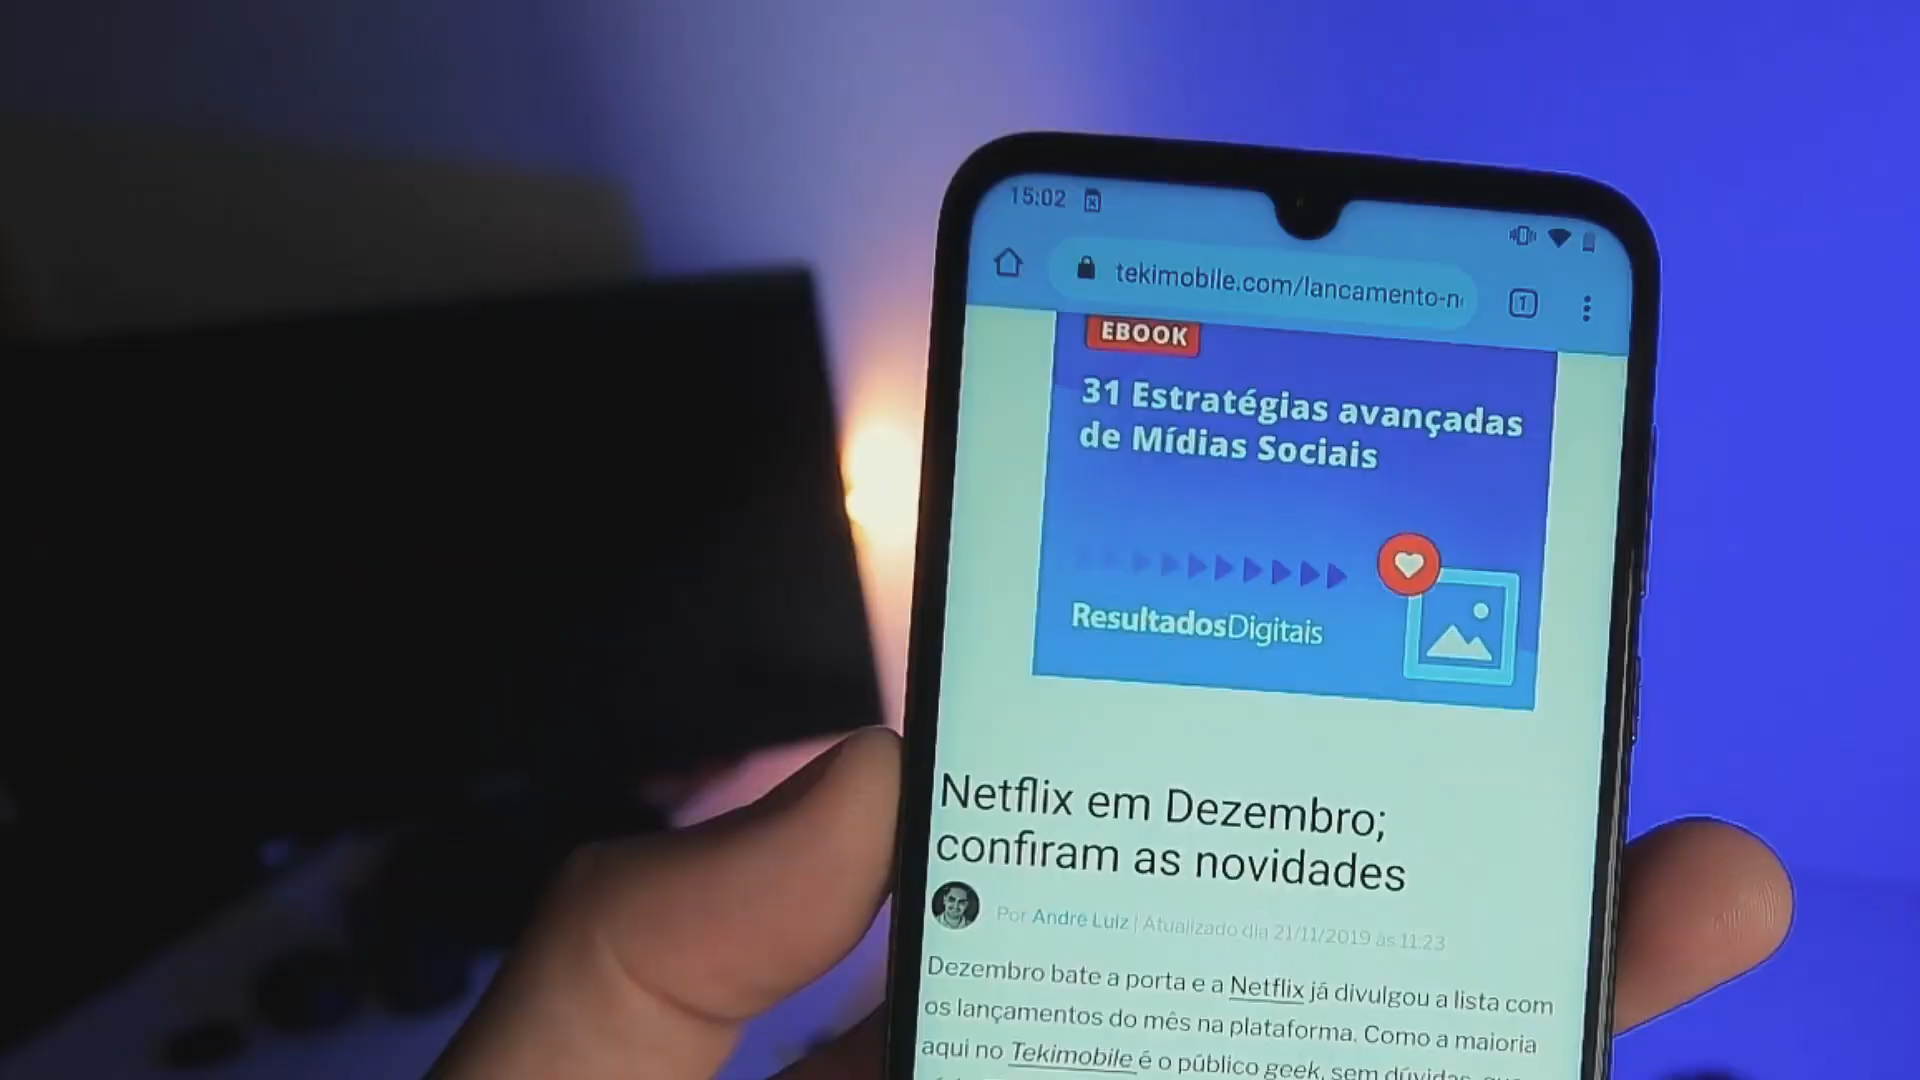 15:02
tekimobile.com/lancamento-n
1
EBOOK
31 Estratégias avançadas
de Mídias Sociais
ResultadosDigitais
Netflix em Dezembro;
confiram as novidades
Por André Luiz | Atualizado dia 21/11/2019 às 11:23
Dezembro bate a porta e a Netflix já divulgou a lista com
os lançamentos do mês na plataforma. Como a maioria
aqui no Tekimobile é o público geek, sem dúvidas,